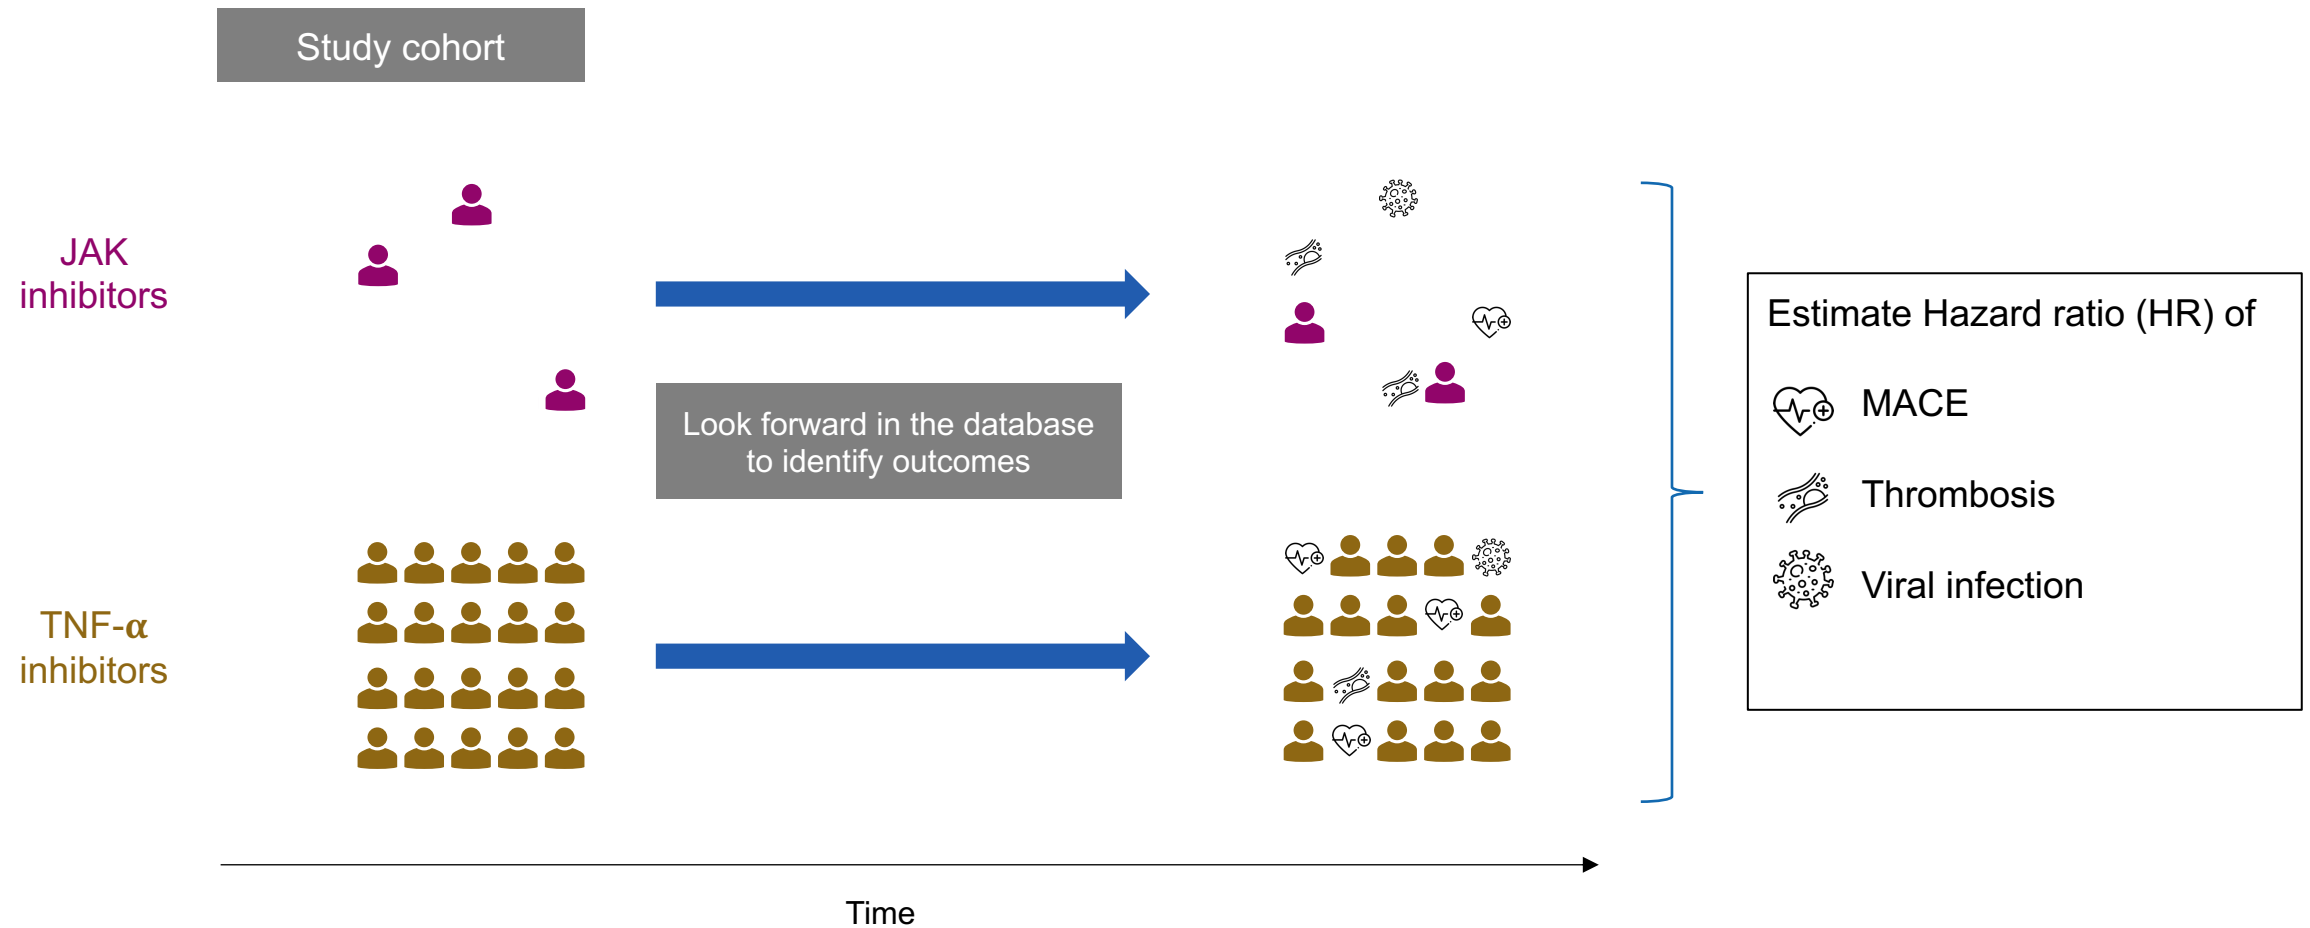 Study cohort
JAK
inhibitors
Look forward in the database
to identify outcomes
TNF-α
inhibitors
Time
Estimate Hazard ratio (HR) of
MACE
Thrombosis
Viral infection